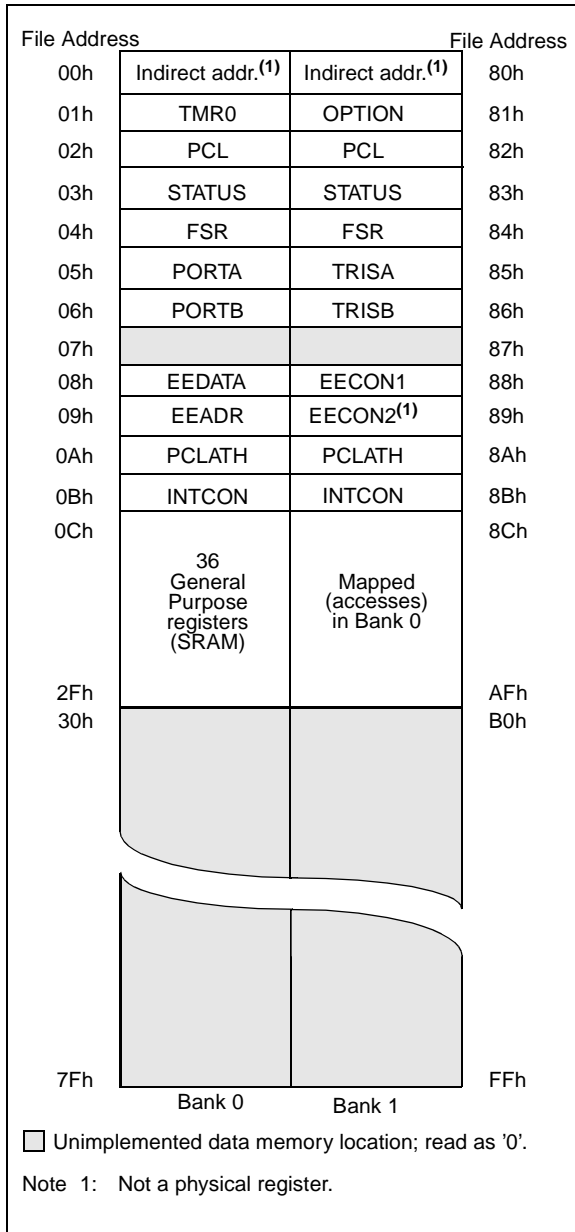 File Address File Address
00h Indirect addr.(1) Indirect addr.(1) 80h
01h TMR0 OPTION 81h
02h PCL PCL 82h
03h STATUS STATUS 83h
04h FSR FSR 84h
05h PORTA TRISA 85h
06h PORTB TRISB 86h
07h 87h
08h EEDATA EECON1 88h
09h EEADR EECON2(1) 89h
0Ah PCLATH PCLATH 8Ah
0Bh INTCON INTCON 8Bh
0Ch 8Ch
36
General
Purpose
registers
(SRAM)
Mapped
(accesses)
in Bank 0
2Fh AFh
30h B0h
7Fh FFh
Bank 0 Bank 1
Unimplemented data memory location; read as '0'.
Note 1: Not a physical register.